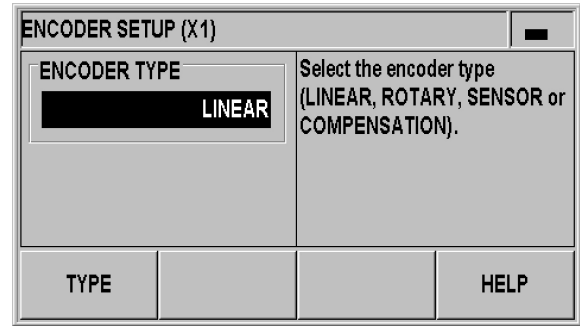 ENCODER SETUP (X1)
ENCODER TYPE
LINEAR
Select the encoder type
(LINEAR, ROTARY, SENSOR or
COMPENSATION).
TYPE
HELP